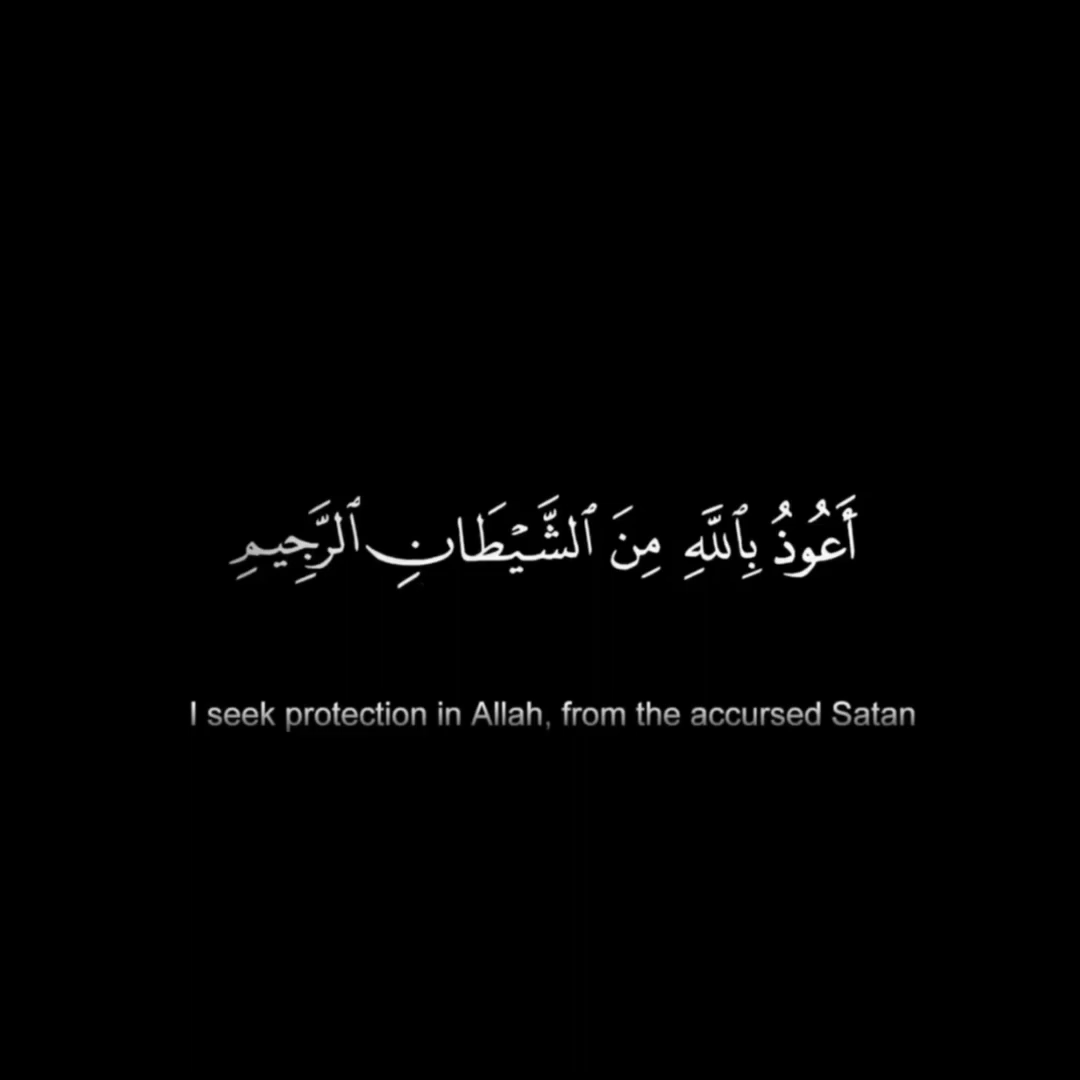 أَعُوذُ بِٱللَّهِ مِنَ ٱلشَّيْطَانِ ٱلرَّجِيمِ
I seek protection in Allah, from the accursed Satan